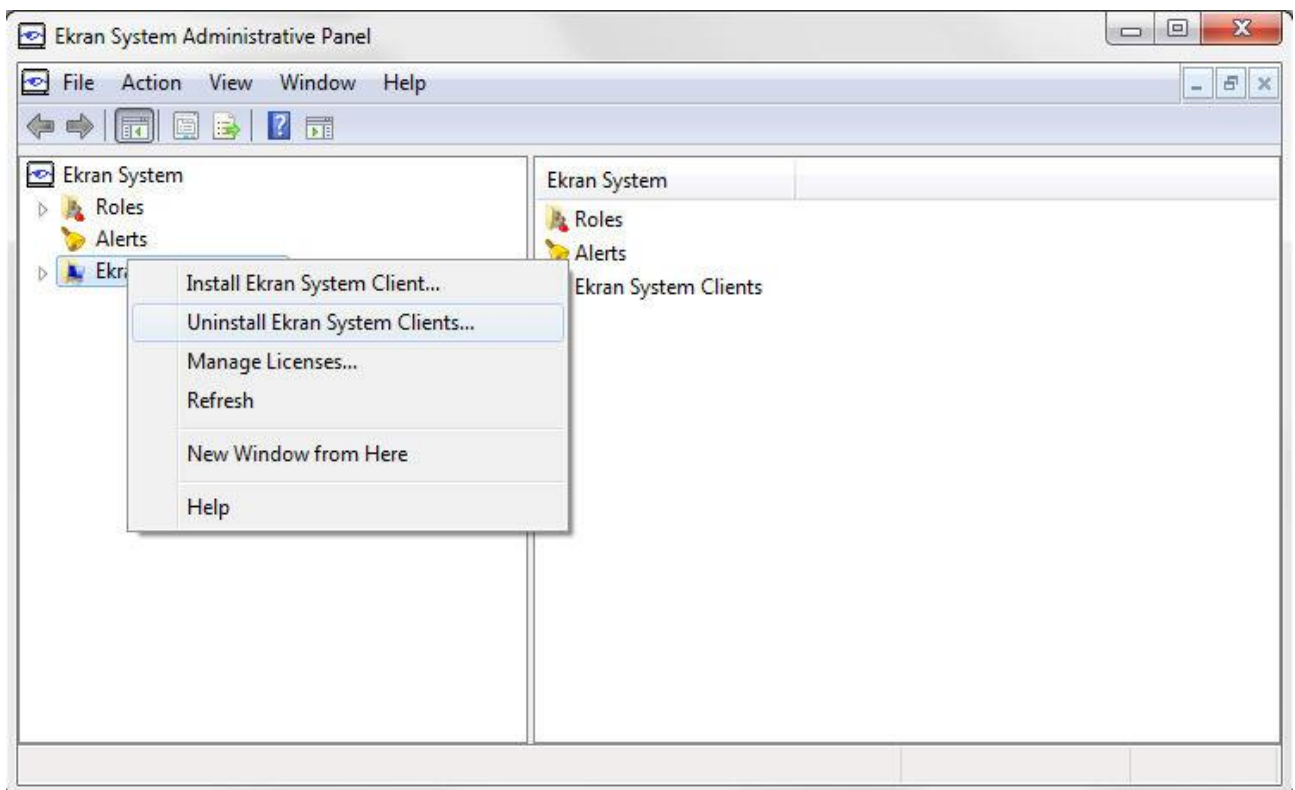 Ekran System Administrative Panel
File Action View Window Help
Ekran System
Roles
Alerts
Install Ekran System Client...
Uninstall Ekran System Clients...
Manage Licenses...
Refresh
New Window from Here
Help
Ekran System
Roles
Alerts
Ekran System Clients